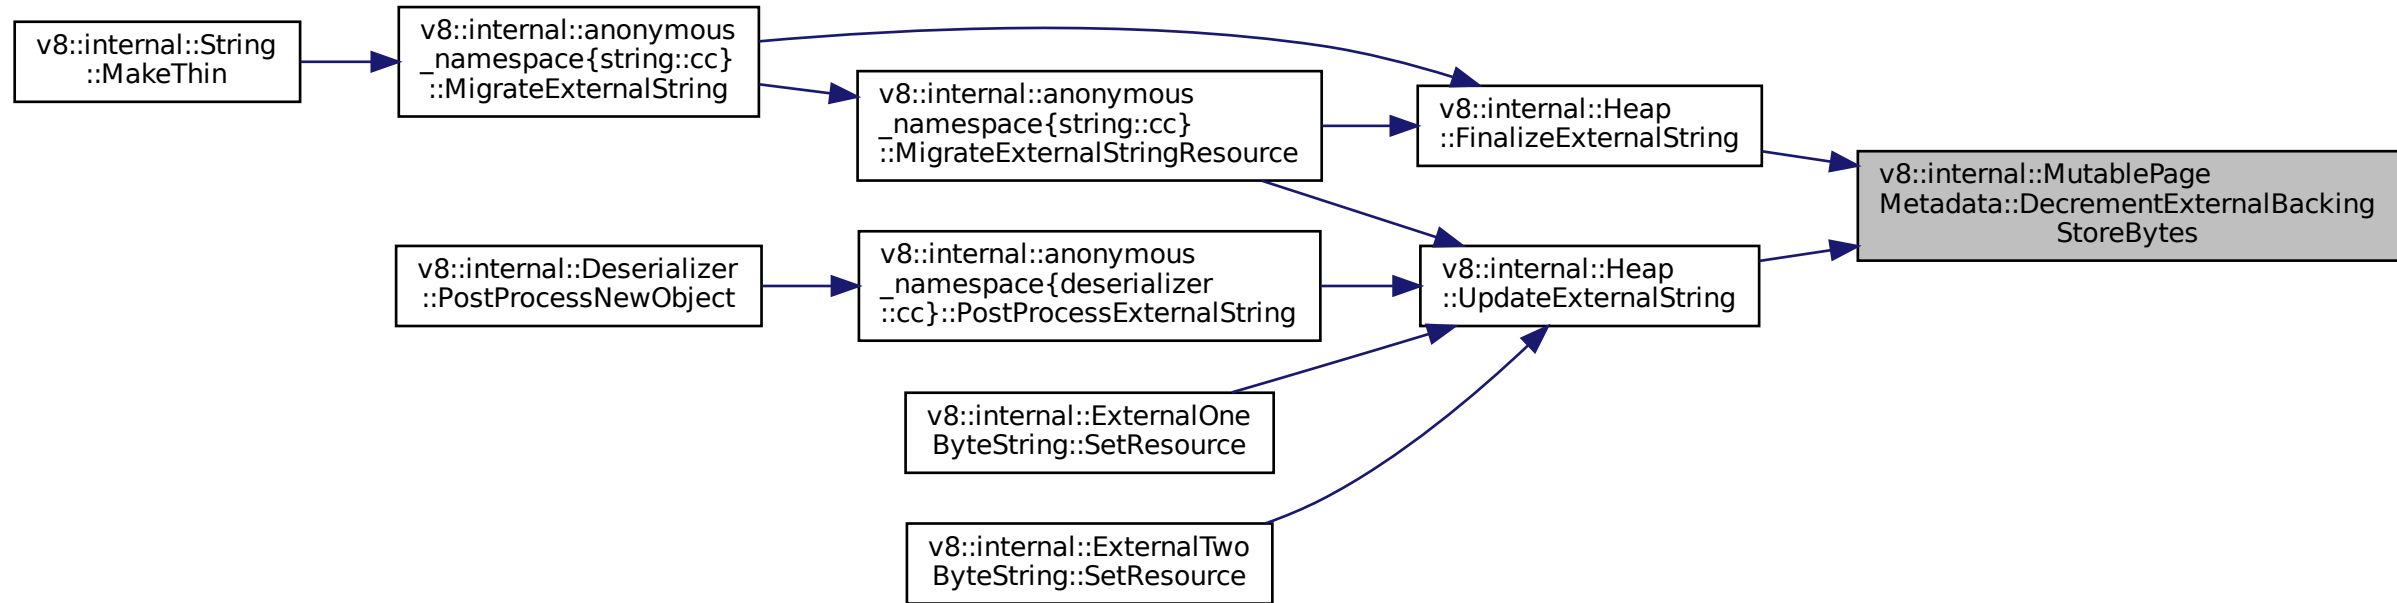 v8::internal::String
::MakeThin
v8::internal::anonymous
_namespace{string::cc}
::MigrateExternalString
v8::internal::anonymous
_namespace{string::cc}
::MigrateExternalStringResource
v8::internal::Heap
::FinalizeExternalString
v8::internal::MutablePage
Metadata::DecrementExternalBacking
StoreBytes
v8::internal::Deserializer
::PostProcessNewObject
v8::internal::anonymous
_namespace{deserializer
::cc}::PostProcessExternalString
v8::internal::Heap
::UpdateExternalString
v8::internal::ExternalOne
ByteString::SetResource
v8::internal::ExternalTwo
ByteString::SetResource